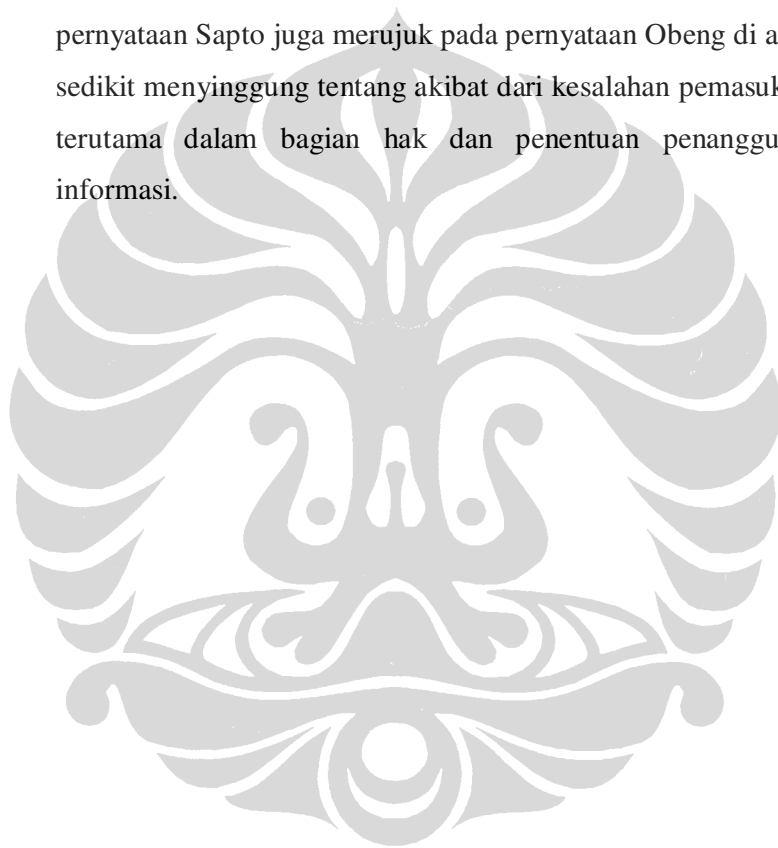 pernyataan Sapto juga merujuk pada pernyataan Obeng di a
sedikit menyinggung tentang akibat dari kesalahan pemasuk
terutama dalam bagian hak dan penentuan penanggu
informasi.